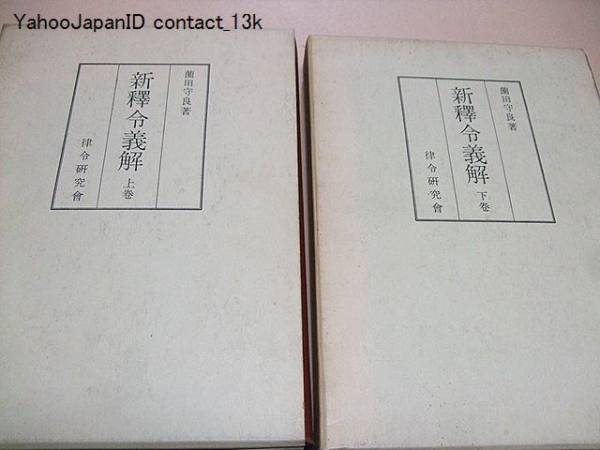 YahooJapanID contact_13k
薗田守良著
新釋令義解 上巻
律令研究會
薗田守良著
新釋令義解 下巻
律令研究會